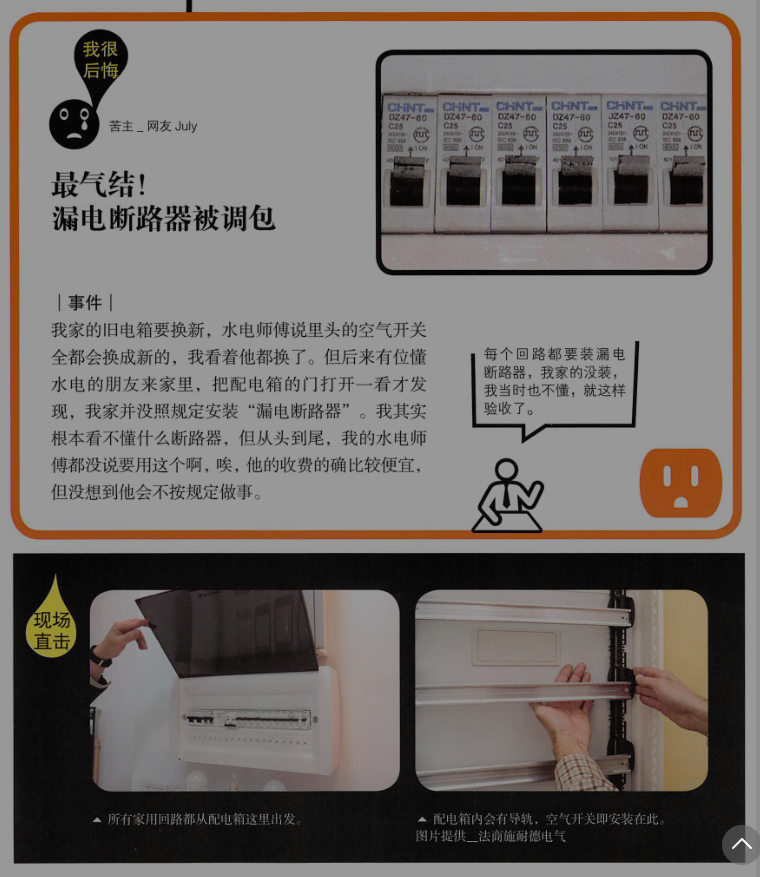 我很
后悔
苦主_网友 July
最气结！
漏电断路器被调包
CHNT CHNT CHNT CHNT CHNT CHNT
DZ47-60 DZ47-60 DZ47-60 DZ47-60 DZ47-60 DZ47-60
C25 C25 C25 C25 C25 C25
｜事件｜
我家的旧电箱要换新，水电师傅说里头的空气开关
全都会换成新的，我看着他都换了。但后来有位懂
水电的朋友来家里，把配电箱的门打开一看才发
现，我家并没照规定安装“漏电断路器”。我其实
根本看不懂什么断路器，但从头到尾，我的水电师
傅都没说要用这个啊，唉，他的收费的确比较便宜，
但没想到他会不按规定做事。
每个回路都要装漏电
断路器，我家的没装，
我当时也不懂，就这样
验收了。
现场
直击
▲ 所有家用回路都从配电箱这里出发。
▲ 配电箱内会有导轨，空气开关即安装在此。
图片提供__法商施耐德电气